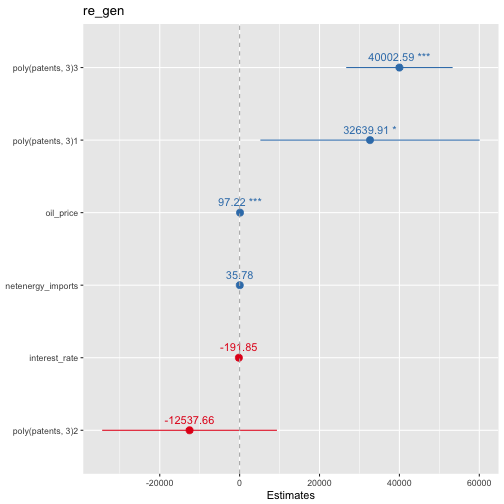 re_gen
poly(patents, 3)3
40002.59 ***
poly(patents, 3)1
32639.91 *
oil_price
97.22 ***
netenergy_imports
35.78
interest_rate
-191.85
poly(patents, 3)2
-12537.66
-20000 0 20000 40000 60000
Estimates